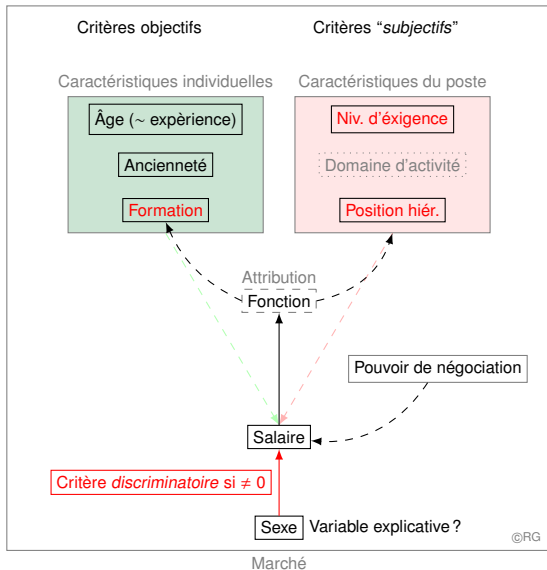 Critères objectifs
Critères “subjectifs”
Caractéristiques individuelles
Caractéristiques du poste
Âge (~ expèrience)
Niv. d'éxigence
Ancienneté
Domaine d'activité
Formation
Position hiér.
Attribution
Fonction
Pouvoir de négociation
Salaire
Critère discriminatoire si ≠ 0
Sexe
Variable explicative ?
©RG
Marché